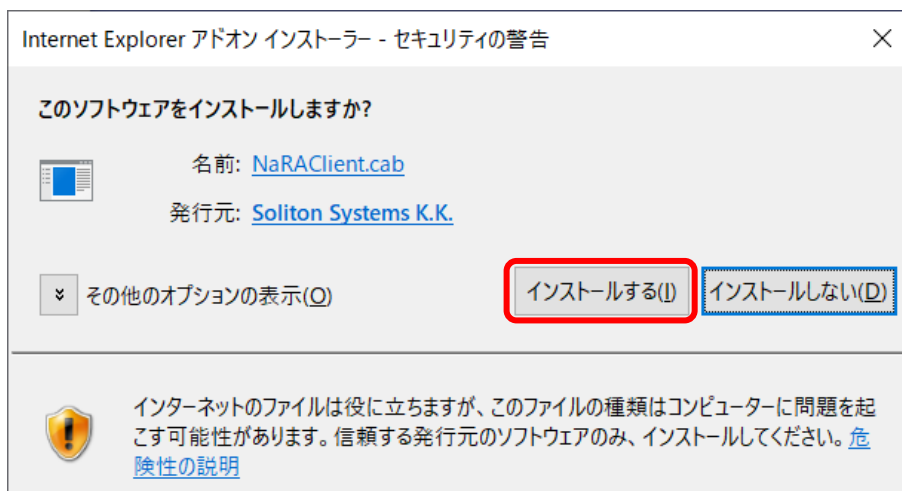 Internet Explorer アドオン インストーラー - セキュリティの警告
このソフトウェアをインストールしますか?
名前: NaRAClient.cab
発行元: Soliton Systems K.K.
その他のオプションの表示(O)
インストールする(I)
インストールしない(D)
インターネットのファイルは役に立ちますが、このファイルの種類はコンピューターに問題を起
こす可能性があります。信頼する発行元のソフトウェアのみ、インストールしてください。危
険性の説明